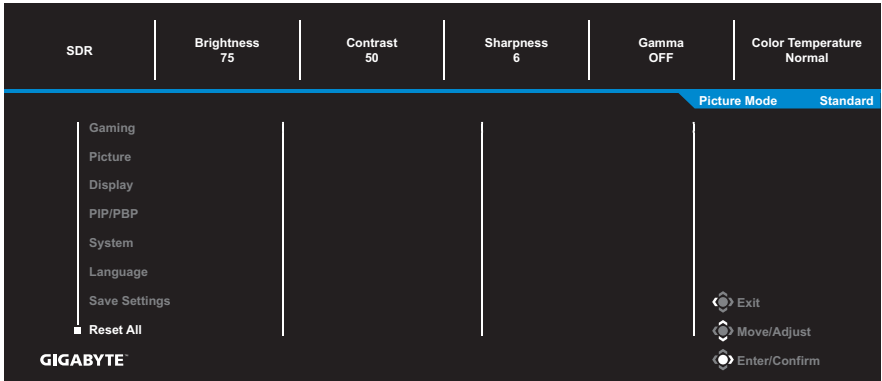 SDR
Brightness
75
Contrast
50
Sharpness
6
Gamma
OFF
Color Temperature
Normal
Picture Mode Standard
Gaming
Picture
Display
PIP/PBP
System
Language
Save Settings
Reset All
Exit
Move/Adjust
Enter/Confirm
GIGABYTE™